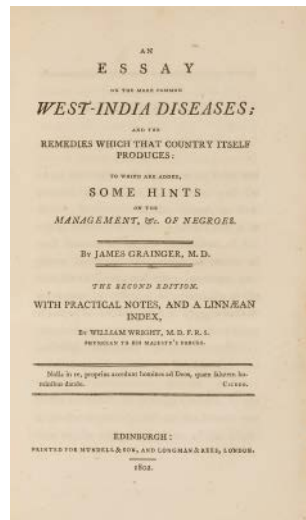 AN
ESSAY
ON THE MORE COMMON
WEST-INDIA DISEASES;
AND THE
REMEDIES WHICH THAT COUNTRY ITSELF
PRODUCES:
TO WHICH ARE ADDED,
SOME HINTS
ON THE
MANAGEMENT, &c. OF NEGROES.
BY JAMES GRAINGER, M. D.
THE SECOND EDITION.
WITH PRACTICAL NOTES, AND A LINNÆAN
INDEX,
BY WILLIAM WRIGHT, M. D. F. R. S.
PHYSICIAN TO HIS MAJESTY'S FORCES.
Nulla in re, proprius accedunt homines ad Deos, quam salutem ho-
minibus dando. CICERO.
EDINBURGH:
PRINTED FOR MUNDELL & SON, AND LONGMAN & REES, LONDON.
1802.